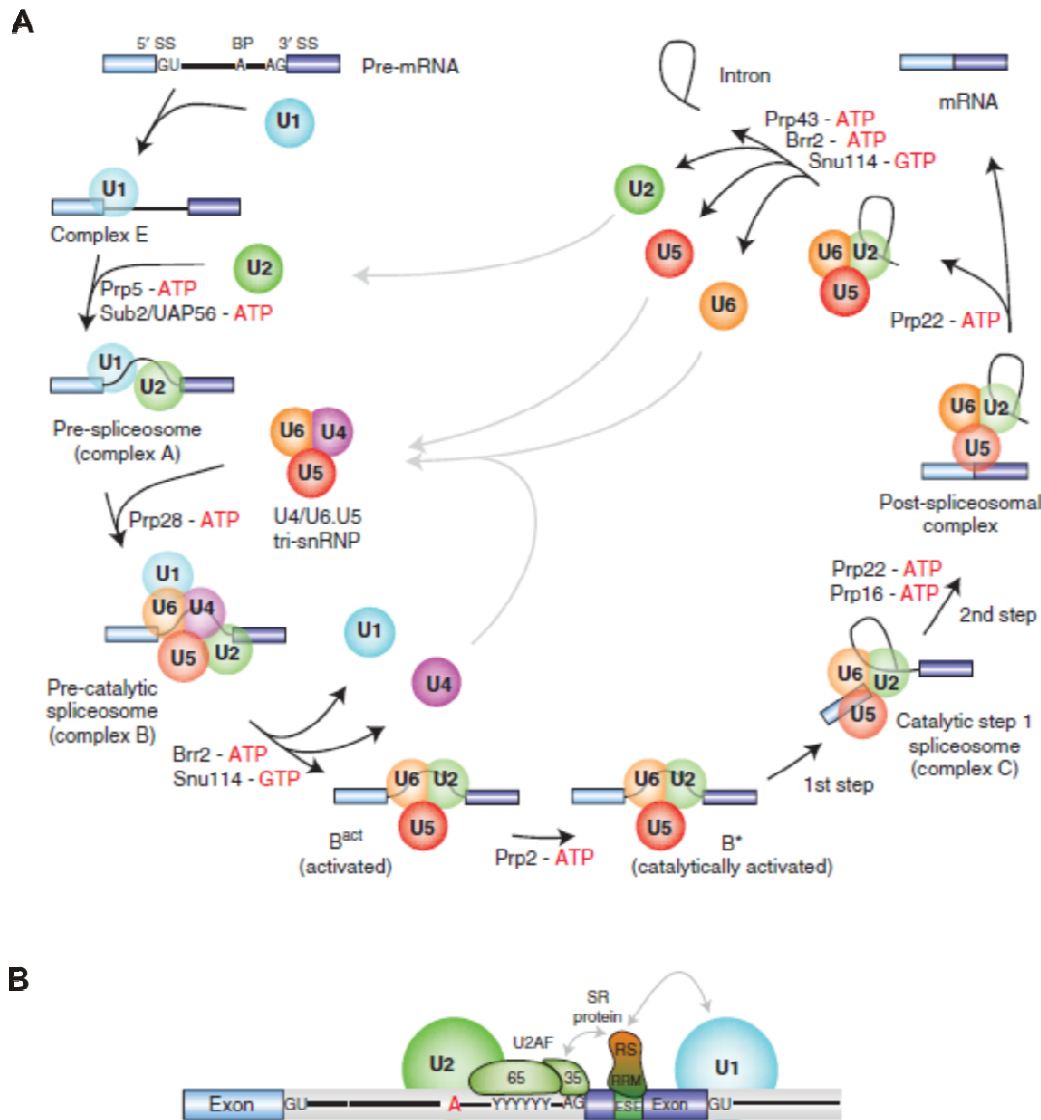 A
5' SS BP 3' SS
GU A AG
Pre-mRNA
U1
U1
Complex E
U2
Prp5 - ATP
Sub2/UAP56 - ATP
U1
U2
Pre-spliceosome
(complex A)
U6 U4
U5
U4/U6.U5
tri-snRNP
Prp28 - ATP
U1
U6 U4
U5 U2
Pre-catalytic
spliceosome
(complex B)
U1
U4
Brr2 - ATP
Snu114 - GTP
U6 U2
U5
Bact
(activated)
Prp2 - ATP
U6 U2
U5
B*
(catalytically activated)
1st step
U6 U2
U5
Catalytic step 1
spliceosome
(complex C)
Prp22 - ATP
Prp16 - ATP
2nd step
U6 U2
U5
Post-spliceosomal
complex
Prp22 - ATP
mRNA
U6 U2
U5
Prp43 - ATP
Brr2 - ATP
Snu114 - GTP
Intron
U2
U5
U6
B
SR
protein
U2AF
U2
65
35
RS
RRM
U1
Exon GU A YYYYYY AG ESE Exon GU